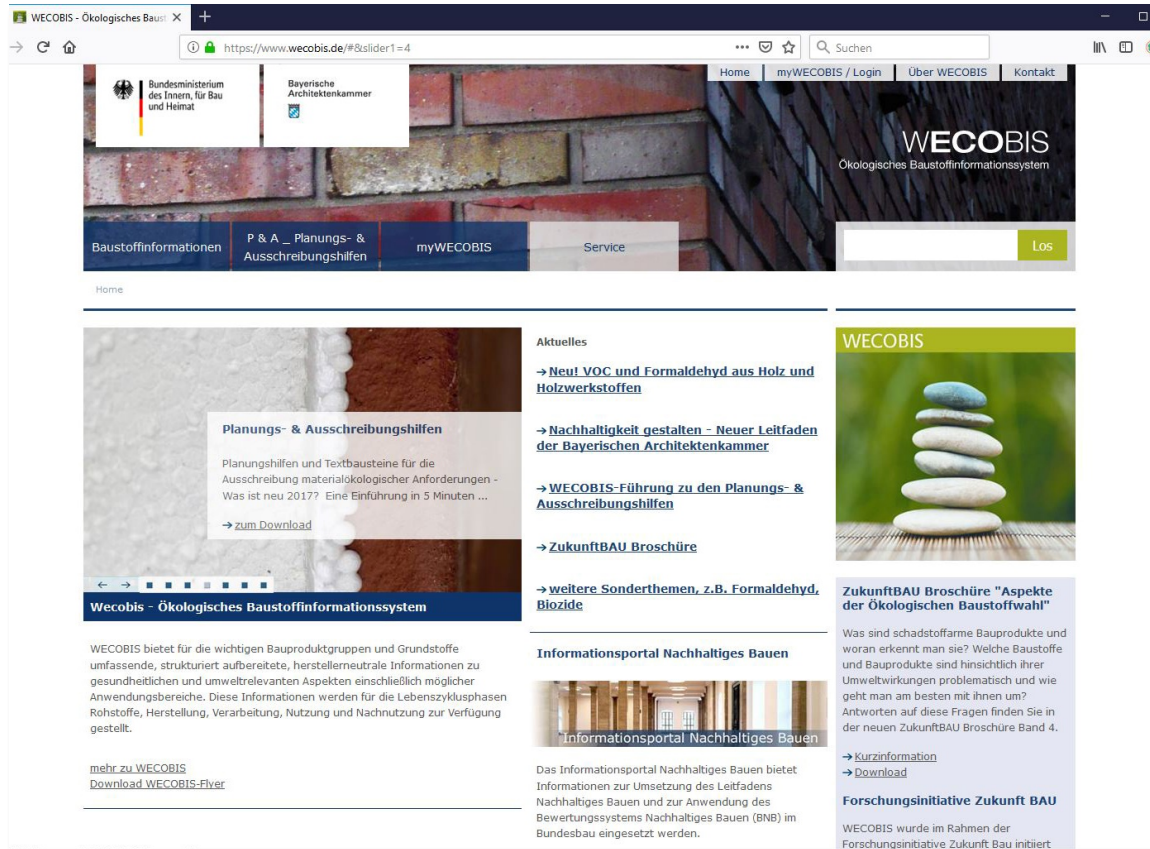 WECOBIS - Ökologisches Baust
https://www.wecobis.de/#&slider1=4
Suchen
Bundesministerium
des Innern, für Bau
und Heimat
Bayerische
Architektenkammer
Home
myWECOBIS / Login
Über WECOBIS
Kontakt
WECOBIS
Ökologisches Baustoffinformationssystem
Baustoffinformationen
P & A _ Planungs- &
Ausschreibungshilfen
myWECOBIS
Service
Los
Home
Planungs- & Ausschreibungshilfen
Planungshilfen und Textbausteine für die
Ausschreibung materialökologischer Anforderungen -
Was ist neu 2017? Eine Einführung in 5 Minuten ...
→ zum Download
Wecobis - Ökologisches Baustoffinformationssystem
WECOBIS bietet für die wichtigen Bauproduktgruppen und Grundstoffe
umfassende, strukturiert aufbereitete, herstellerneutrale Informationen zu
gesundheitlichen und umweltrelevanten Aspekten einschließlich möglicher
Anwendungsbereiche. Diese Informationen werden für die Lebenszyklusphasen
Rohstoffe, Herstellung, Verarbeitung, Nutzung und Nachnutzung zur Verfügung
gestellt.
mehr zu WECOBIS
Download WECOBIS-Flyer
Aktuelles
→ Neu! VOC und Formaldehyd aus Holz und
Holzwerkstoffen
→ Nachhaltigkeit gestalten - Neuer Leitfaden
der Bayerischen Architektenkammer
→ WECOBIS-Führung zu den Planungs- &
Ausschreibungshilfen
→ ZukunftBAU Broschüre
→ weitere Sonderthemen, z.B. Formaldehyd,
Biozide
Informationsportal Nachhaltiges Bauen
Informationsportal Nachhaltiges Bauen
Das Informationsportal Nachhaltiges Bauen bietet
Informationen zur Umsetzung des Leitfadens
Nachhaltiges Bauen und zur Anwendung des
Bewertungssystems Nachhaltiges Bauen (BNB) im
Bundesbau eingesetzt werden.
WECOBIS
ZukunftBAU Broschüre "Aspekte
der Ökologischen Baustoffwahl"
Was sind schadstoffarme Bauprodukte und
woran erkennt man sie? Welche Baustoffe
und Bauprodukte sind hinsichtlich ihrer
Umweltwirkungen problematisch und wie
geht man am besten mit ihnen um?
Antworten auf diese Fragen finden Sie in
der neuen ZukunftBAU Broschüre Band 4.
→ Kurzinformation
→ Download
Forschungsinitiative Zukunft BAU
WECOBIS wurde im Rahmen der
Forschungsinitiative Zukunft Bau initiiert